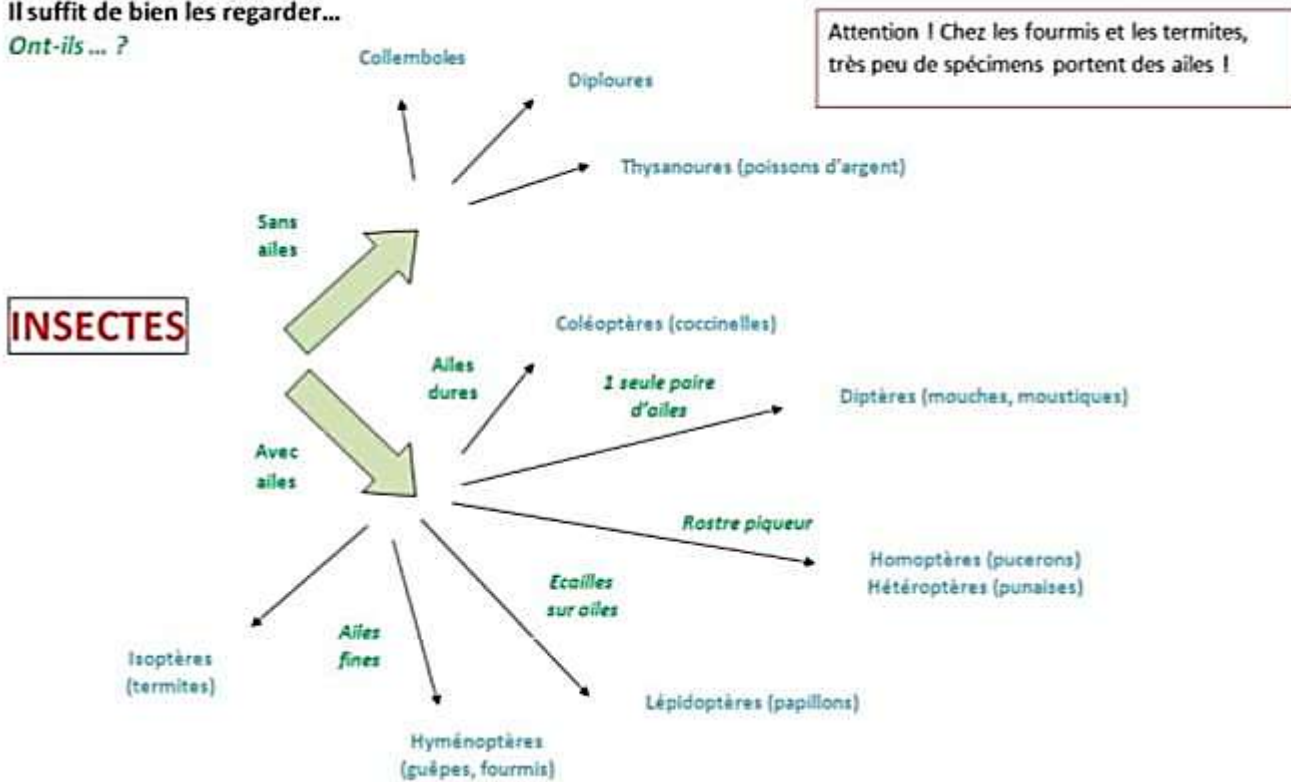 Il suffit de bien les regarder...
Ont-ils ... ?
Attention ! Chez les fourmis et les termites,
très peu de spécimens portent des ailes !
Collemboles
Diploures
Thysanoures (poissons d'argent)
Sans
ailes
INSECTES
Coléoptères (coccinelles)
Ailes
dures
1 seule paire
d'ailes
Diptères (mouches, moustiques)
Avec
ailes
Rostre piqueur
Homoptères (pucerons)
Hétéroptères (punaises)
Ecailles
sur ailes
Ailes
fines
Isoptères
(termites)
Lépidoptères (papillons)
Hyménoptères
(guêpes, fourmis)